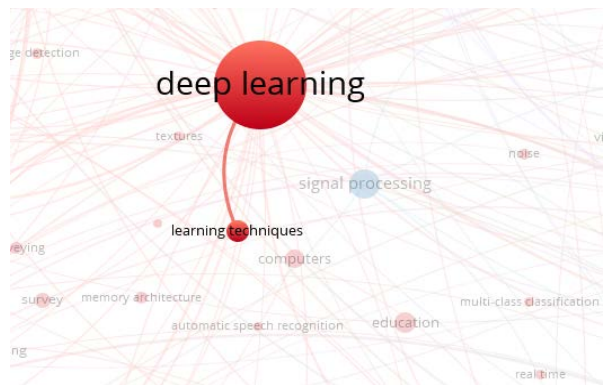 ge detection
deep learning
textures
noise
vi
signal processing
learning techniques
veying
computers
survey
memory architecture
multi-class classification
automatic speech recognition
education
ng
real time